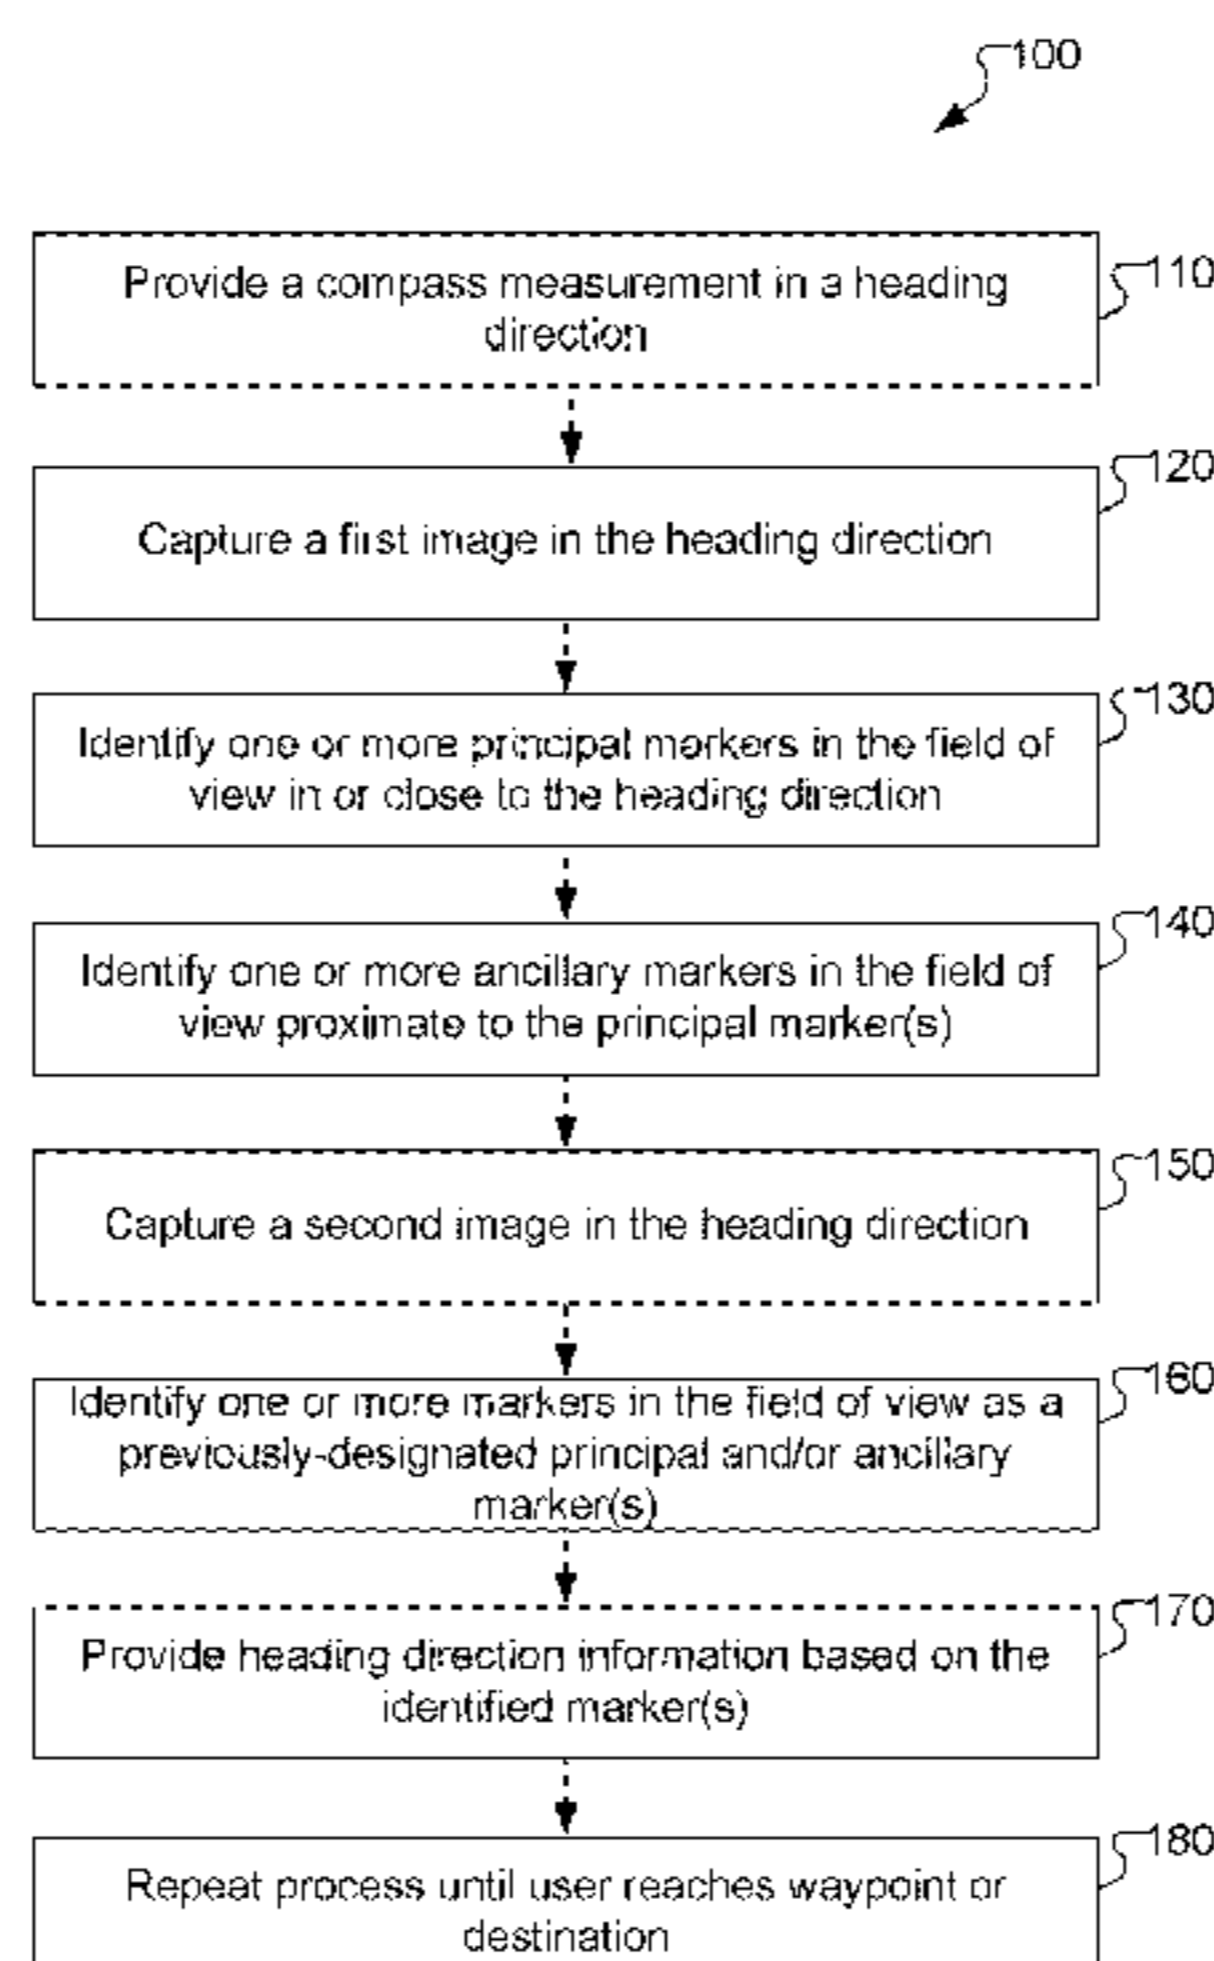 100
110
Provide a compass measurement in a heading
direction
120
Capture a first image in the heading direction
130
Identify one or more principal markers in the field of
view in or close to the heading direction
140
Identify one or more ancillary markers in the field of
view proximate to the principal marker(s)
150
Capture a second image in the heading direction
160
Identify one or more markers in the field of view as a
previously-designated principal and/or ancillary
marker(s)
170
Provide heading direction information based on the
identified marker(s)
180
Repeat process until user reaches waypoint or
destination